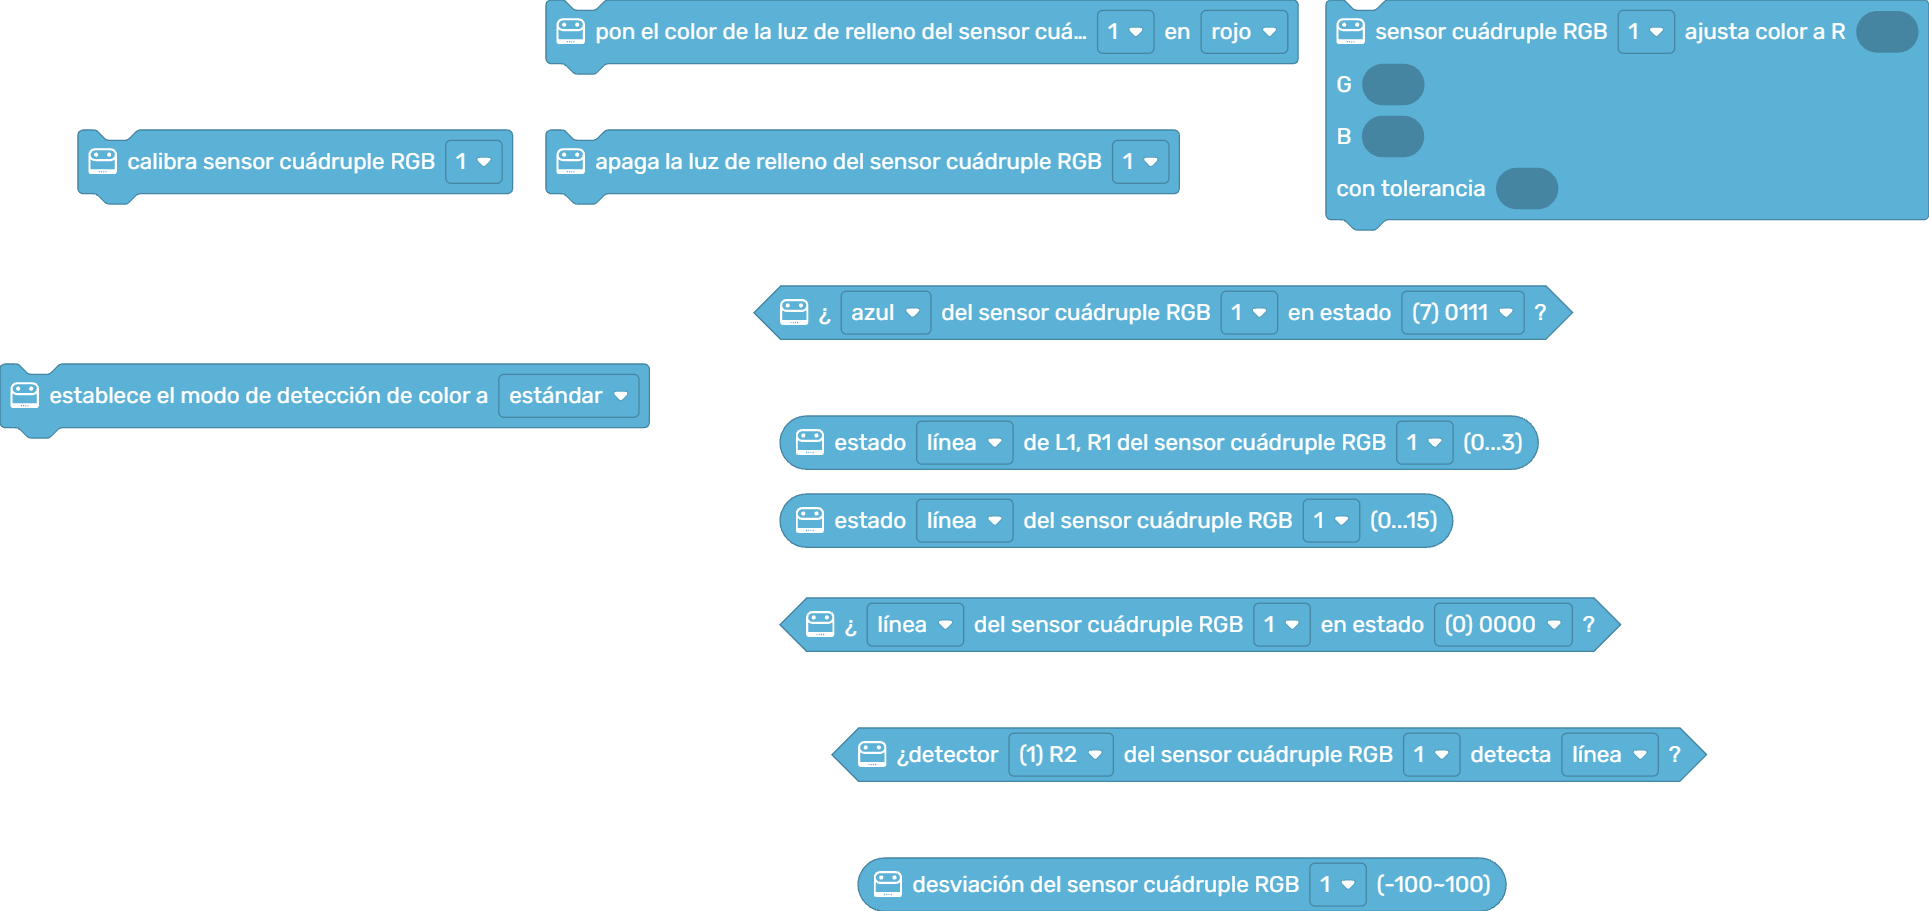 pon el color de la luz de relleno del sensor cuá... 1 en rojo
sensor cuádruple RGB 1 ajusta color a R
G
B
con tolerancia
calibra sensor cuádruple RGB 1
apaga la luz de relleno del sensor cuádruple RGB 1
¿ azul del sensor cuádruple RGB 1 en estado (7) 0111 ?
establece el modo de detección de color a estándar
estado línea de L1, R1 del sensor cuádruple RGB 1 (0...3)
estado línea del sensor cuádruple RGB 1 (0...15)
¿ línea del sensor cuádruple RGB 1 en estado (0) 0000 ?
¿detector (1) R2 del sensor cuádruple RGB 1 detecta línea ?
desviación del sensor cuádruple RGB 1 (-100~100)